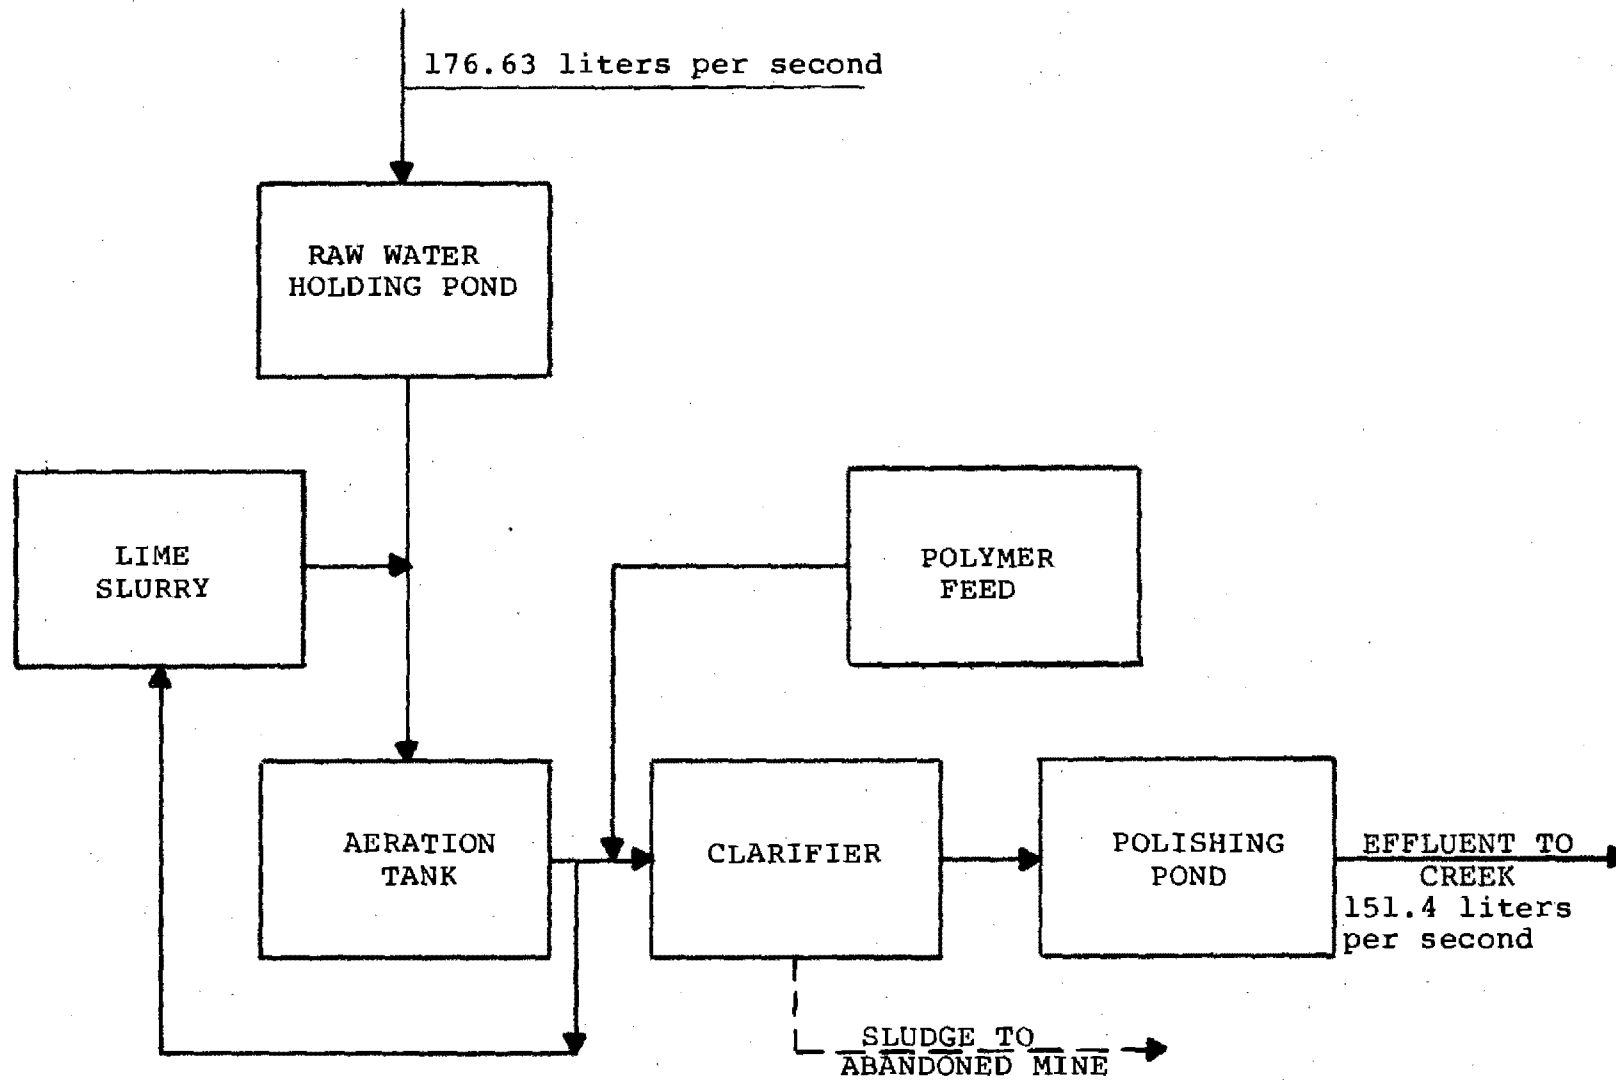 176.63 liters per second
RAW WATER
HOLDING POND
LIME
SLURRY
POLYMER
FEED
AERATION
TANK
CLARIFIER
POLISHING
POND
EFFLUENT TO
CREEK
151.4 liters
per second
SLUDGE TO
ABANDONED MINE